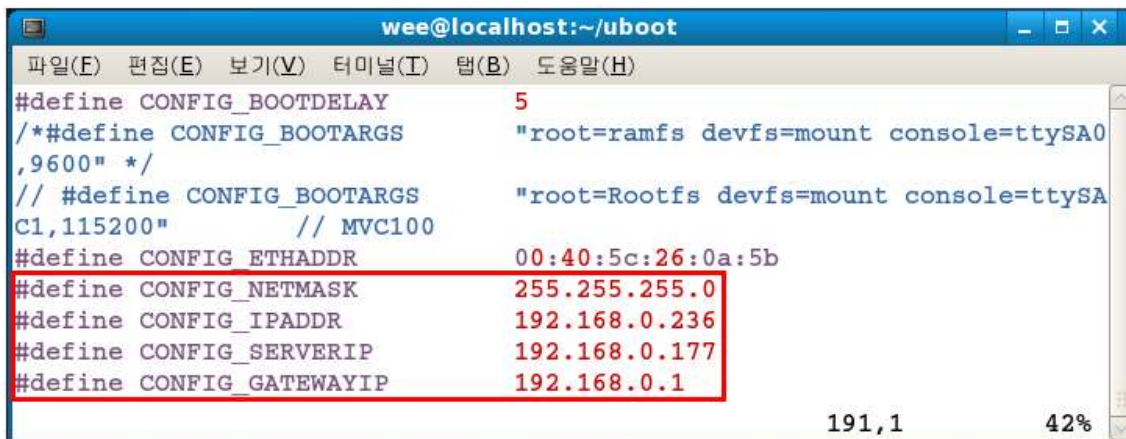 wee@localhost:~/uboot
파일(F) 편집(E) 보기(V) 터미널(T) 탭(B) 도움말(H)
#define CONFIG_BOOTDELAY 5
/*#define CONFIG_BOOTARGS "root=ramfs devfs=mount console=ttySA0
,9600" */
// #define CONFIG_BOOTARGS "root=Rootfs devfs=mount console=ttySA
C1,115200" // MVC100
#define CONFIG_ETHADDR 00:40:5c:26:0a:5b
#define CONFIG_NETMASK 255.255.255.0
#define CONFIG_IPADDR 192.168.0.236
#define CONFIG_SERVERIP 192.168.0.177
#define CONFIG_GATEWAYIP 192.168.0.1
191,1 42%